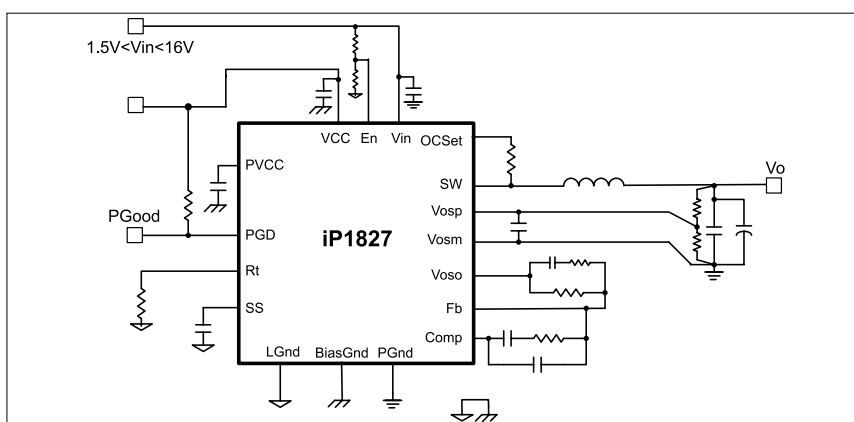 1.5V<Vin<16V
VCC En Vin
OCSet
PVCC
SW
Vo
PGood
Vosp
PGD
iP1827
Vosm
Rt
Voso
SS
Fb
Comp
LGnd BiasGnd PGnd